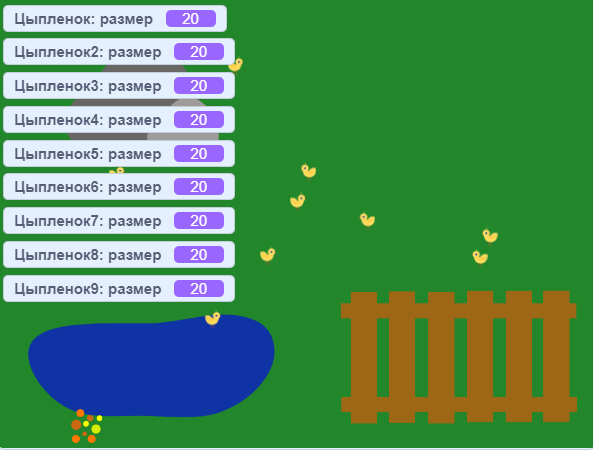 Цыпленок: размер 20
Цыпленок2: размер 20
Цыпленок3: размер 20
Цыпленок4: размер 20
Цыпленок5: размер 20
Цыпленок6: размер 20
Цыпленок7: размер 20
Цыпленок8: размер 20
Цыпленок9: размер 20